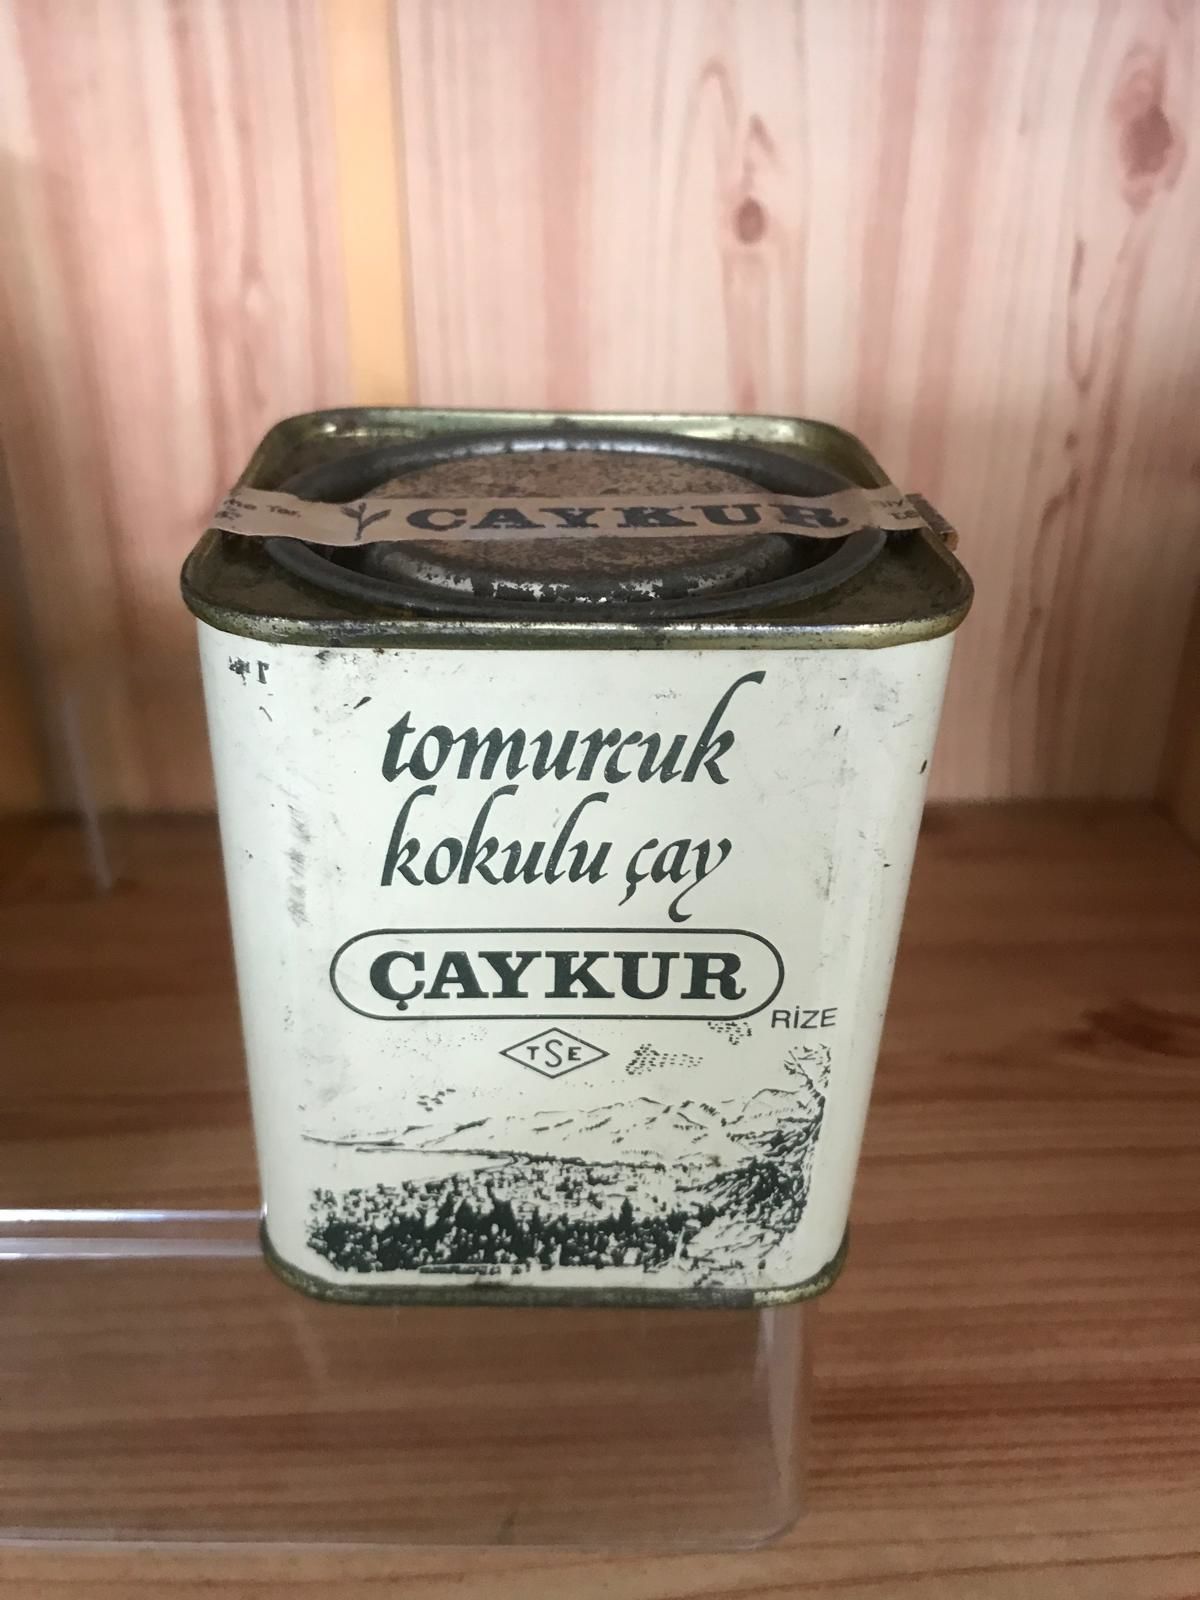 ÇAYKUR
tomurcuk
kokulu çay
ÇAYKUR
RİZE
TSE